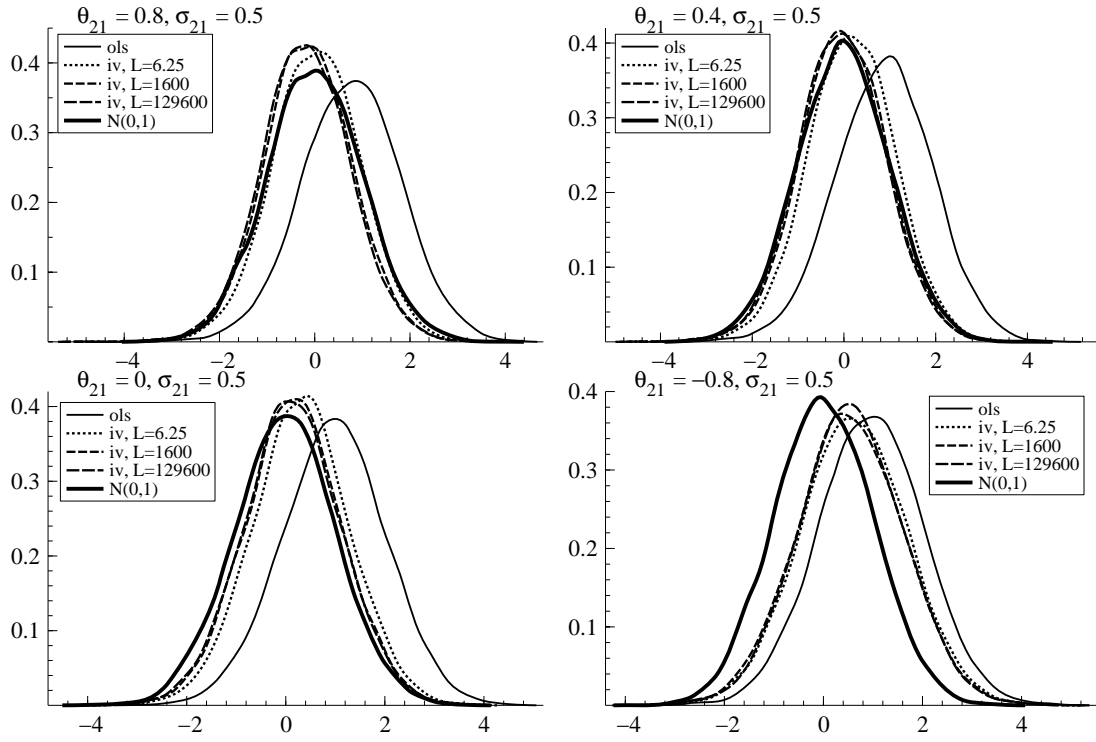 θ21 = 0.8, σ21 = 0.5
ols
iv, L=6.25
iv, L=1600
iv, L=129600
N(0,1)
0.4
0.3
0.2
0.1
−4 −2 0 2 4
θ21 = 0.4, σ21 = 0.5
ols
iv, L=6.25
iv, L=1600
iv, L=129600
N(0,1)
0.4
0.3
0.2
0.1
−4 −2 0 2 4
θ21 = 0, σ21 = 0.5
ols
iv, L=6.25
iv, L=1600
iv, L=129600
N(0,1)
0.4
0.3
0.2
0.1
−4 −2 0 2 4
θ21 = −0.8, σ21 = 0.5
ols
iv, L=6.25
iv, L=1600
iv, L=129600
N(0,1)
0.4
0.3
0.2
0.1
−4 −2 0 2 4